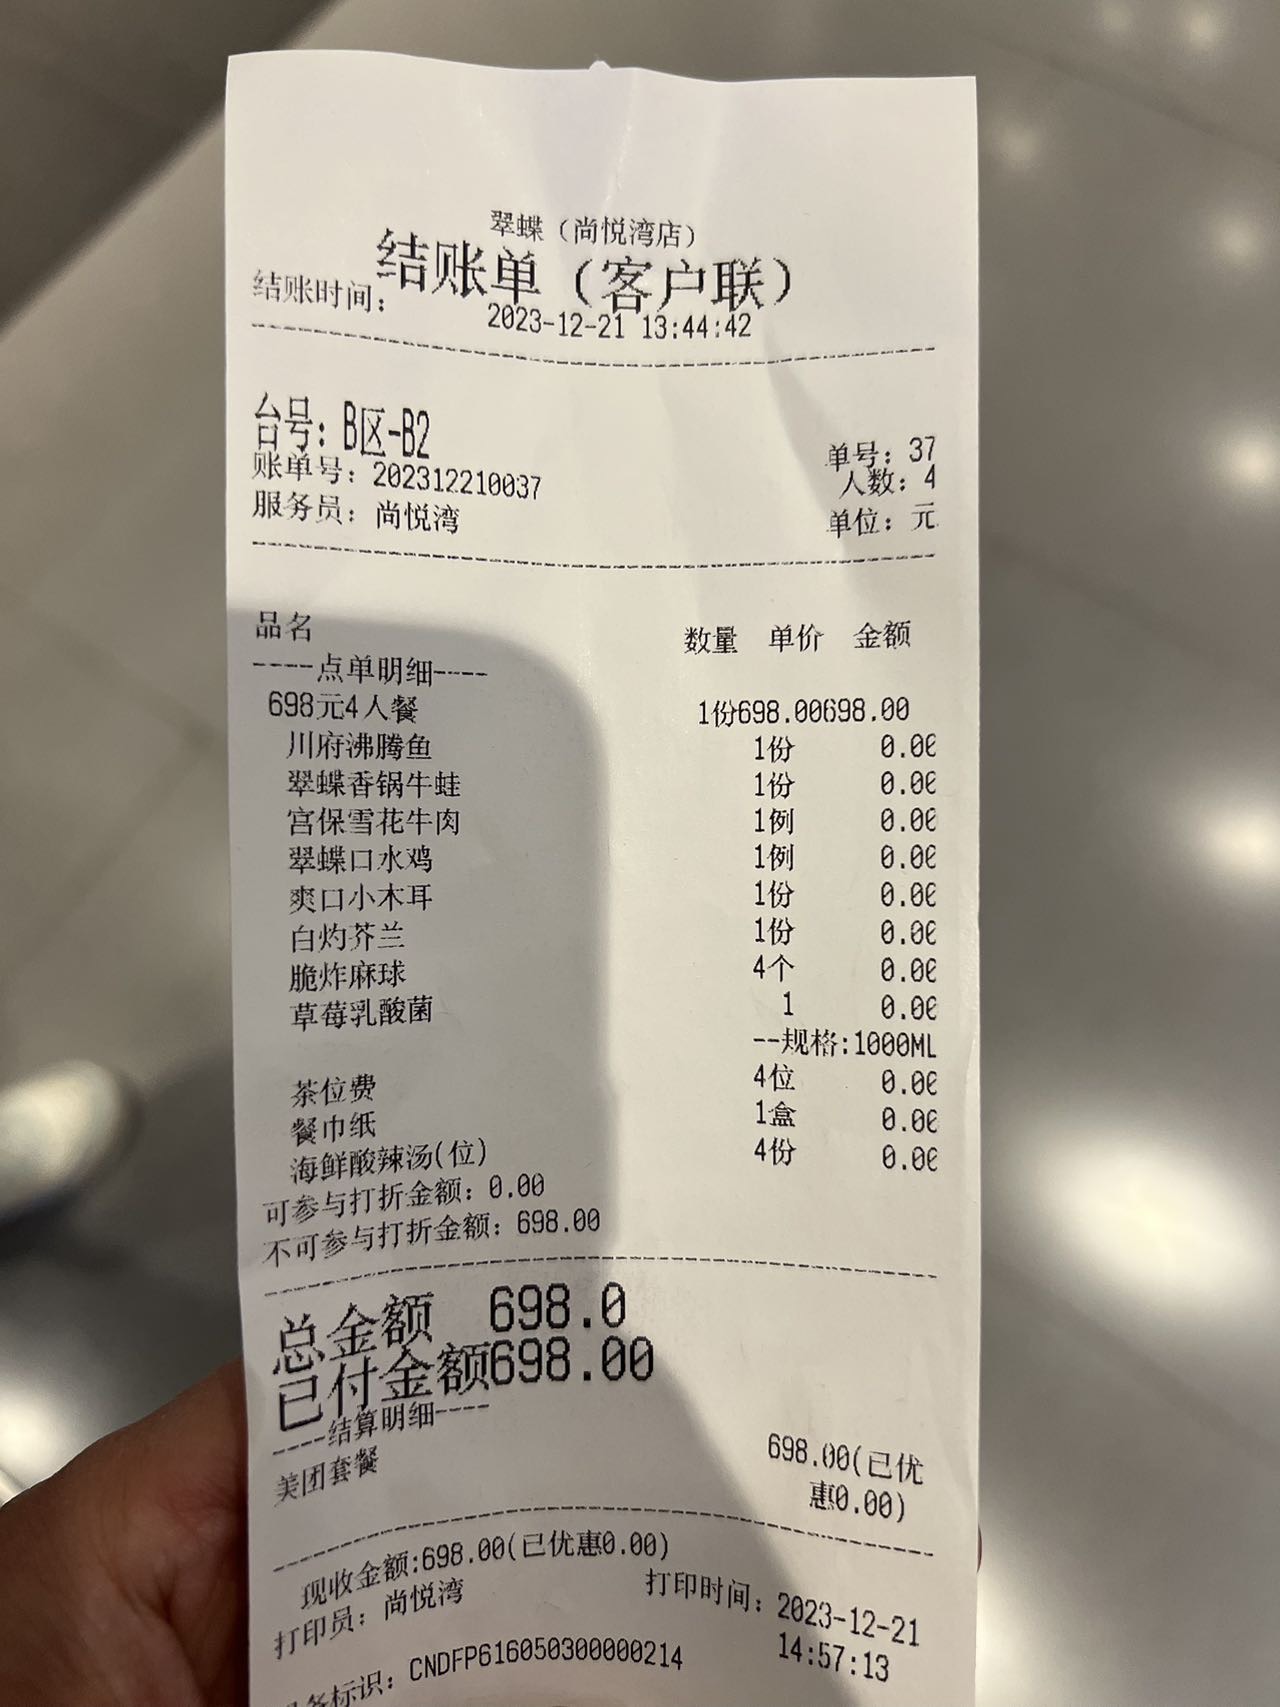 翠蝶（尚悦湾店）
结账单（客户联）
结账时间： 2023-12-21 13:44:42
台号：B区-B2
单号：37
账单号：202312210037
人数：4
服务员：尚悦湾
单位：元
品名 数量 单价 金额
----点单明细----
698元4人餐 1份698.00698.00
川府沸腾鱼 1份 0.00
翠蝶香锅牛蛙 1份 0.00
宫保雪花牛肉 1例 0.00
翠蝶口水鸡 1例 0.00
爽口小木耳 1份 0.00
白灼芥兰 1份 0.00
脆炸麻球 4个 0.00
草莓乳酸菌 1 0.00
--规格:1000ML
茶位费 4位 0.00
餐巾纸 1盒 0.00
海鲜酸辣汤(位) 4份 0.00
可参与打折金额：0.00
不可参与打折金额：698.00
总金额 698.0
已付金额698.00
----结算明细----
美团套餐 698.00(已优
惠0.00)
现收金额:698.00(已优惠0.00)
打印员：尚悦湾 打印时间：2023-12-21
14:57:13
标识：CNDFP616050300000214